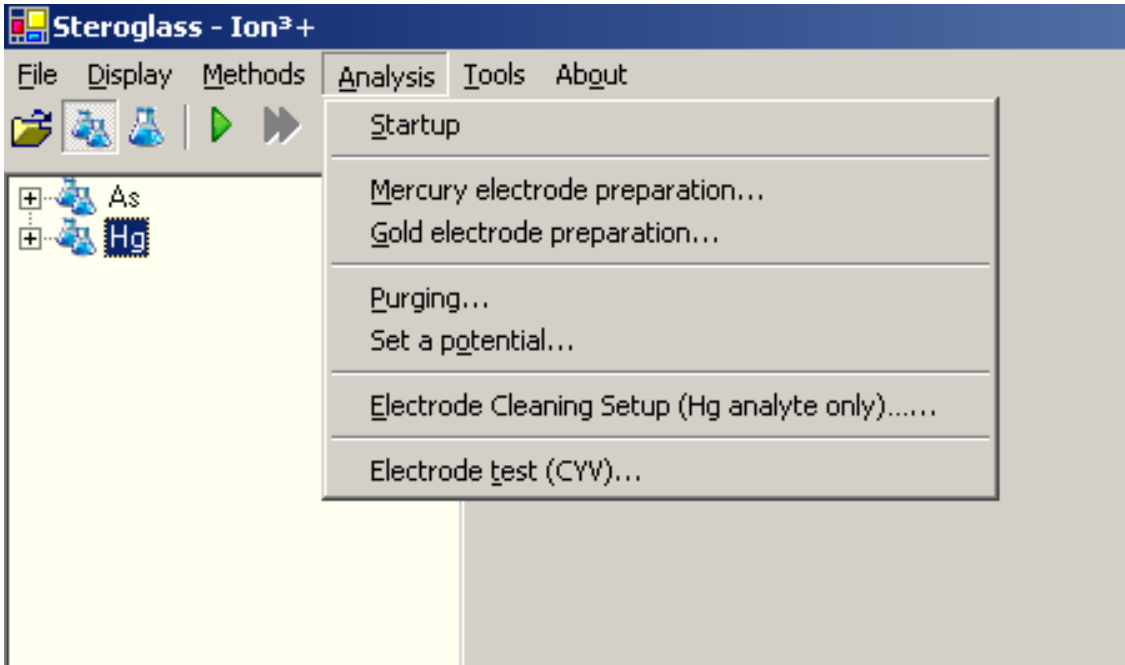 Steroglass - Ion³+
File Display Methods Analysis Tools About
Startup
As
Mercury electrode preparation...
Hg
Gold electrode preparation...
Purging...
Set a potential...
Electrode Cleaning Setup (Hg analyte only)......
Electrode test (CYV)...